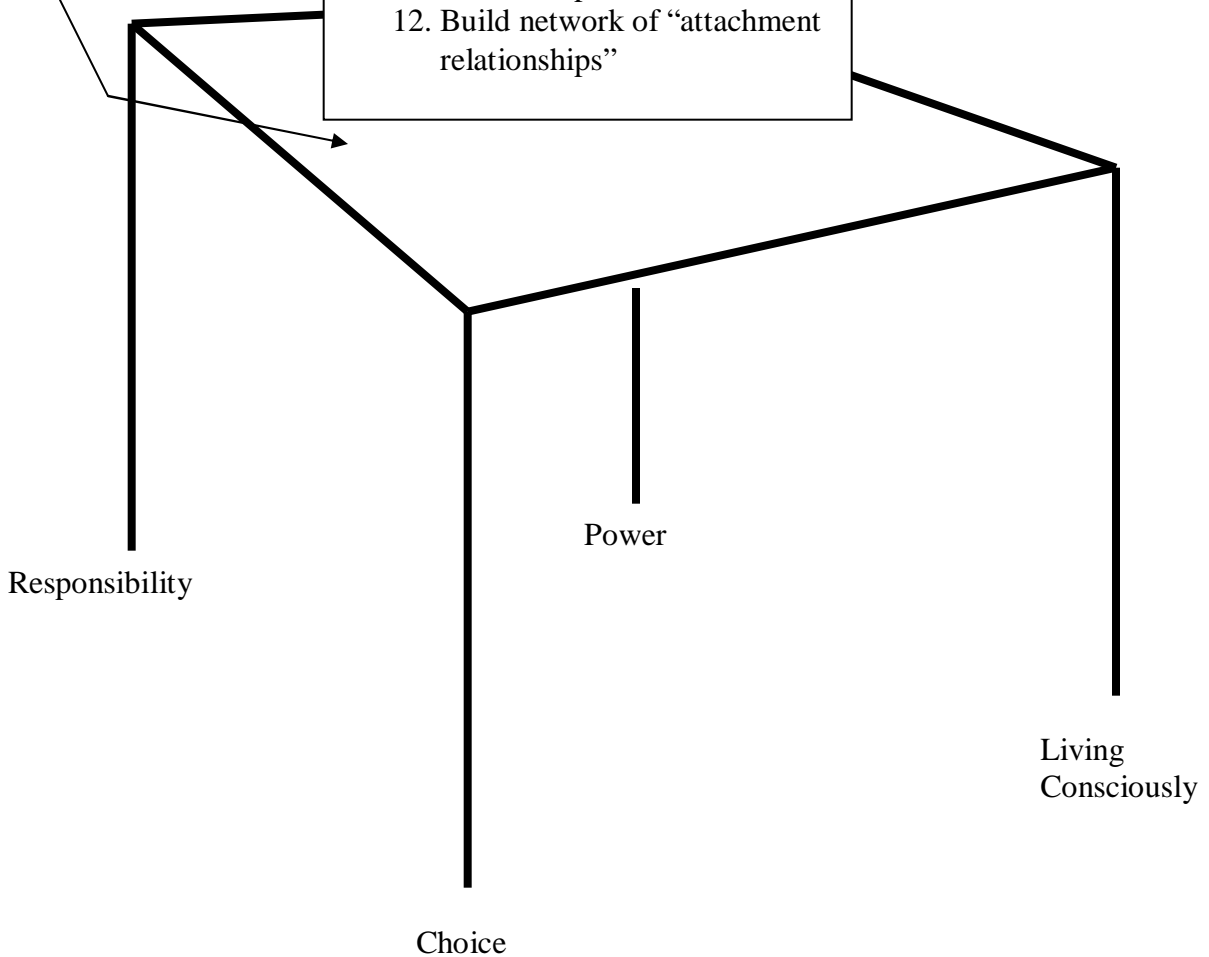 12. Build network of “attachment
relationships”
Power
Responsibility
Living
Consciously
Choice